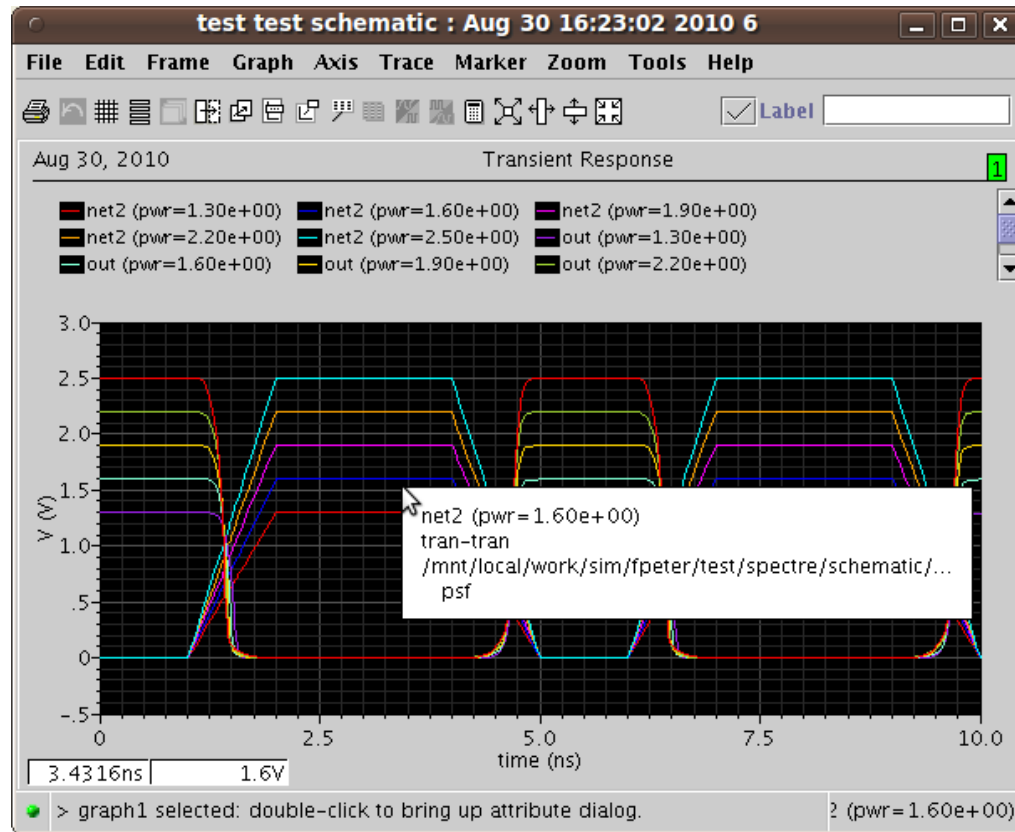 test test schematic : Aug 30 16:23:02 2010 6
File Edit Frame Graph Axis Trace Marker Zoom Tools Help
Label
Aug 30, 2010 Transient Response 1
net2 (pwr=1.30e+00) net2 (pwr=1.60e+00) net2 (pwr=1.90e+00)
net2 (pwr=2.20e+00) net2 (pwr=2.50e+00) out (pwr=1.30e+00)
out (pwr=1.60e+00) out (pwr=1.90e+00) out (pwr=2.20e+00)
3.0
2.5
2.0
1.5
V (V)
1.0
.5
0
-.5
net2 (pwr=1.60e+00)
tran-tran
/mnt/local/work/sim/fpeter/test/spectre/schematic/...
psf
0 2.5 5.0 7.5 10.0
time (ns)
3.4316ns 1.6V
> graph1 selected: double-click to bring up attribute dialog. 2 (pwr=1.60e+00)